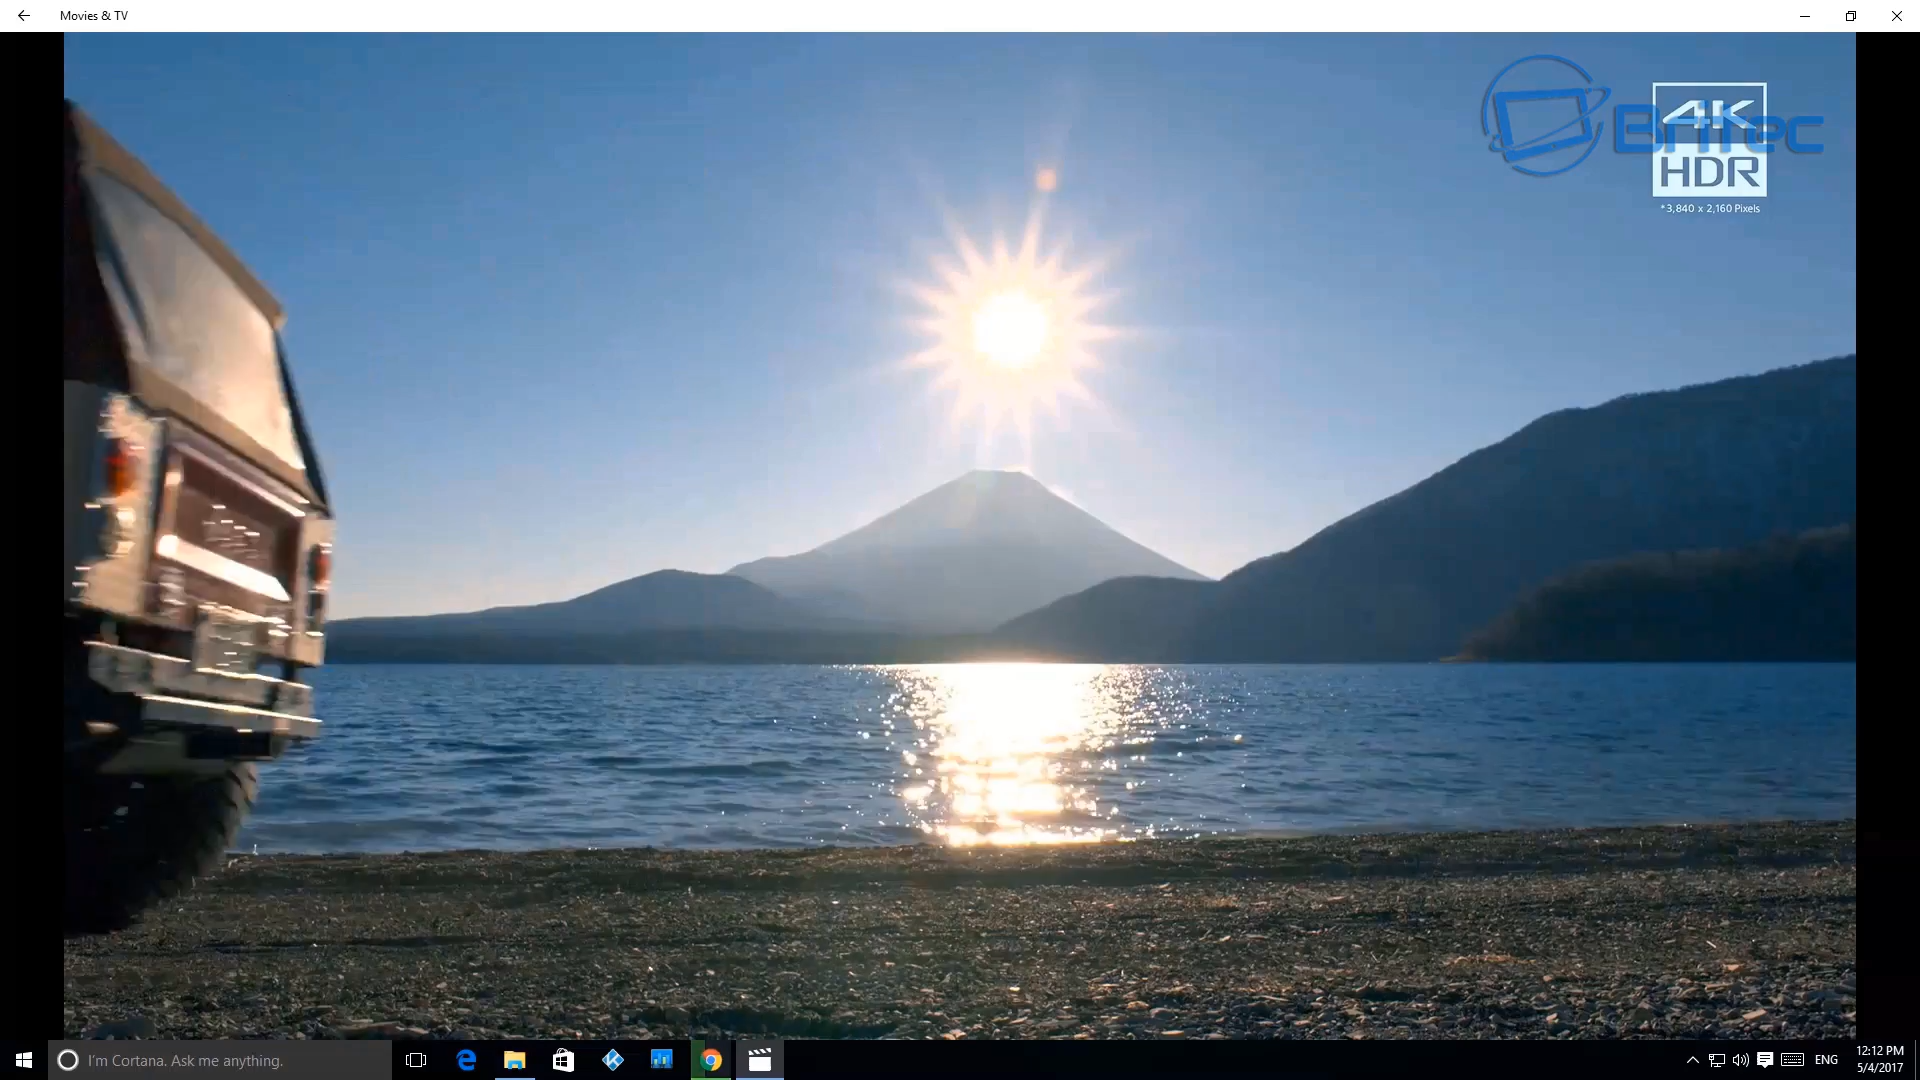 Movies & TV
Britec
4K
HDR
*3,840 x 2,160 Pixels
I'm Cortana. Ask me anything.
ENG
12:12 PM
5/4/2017